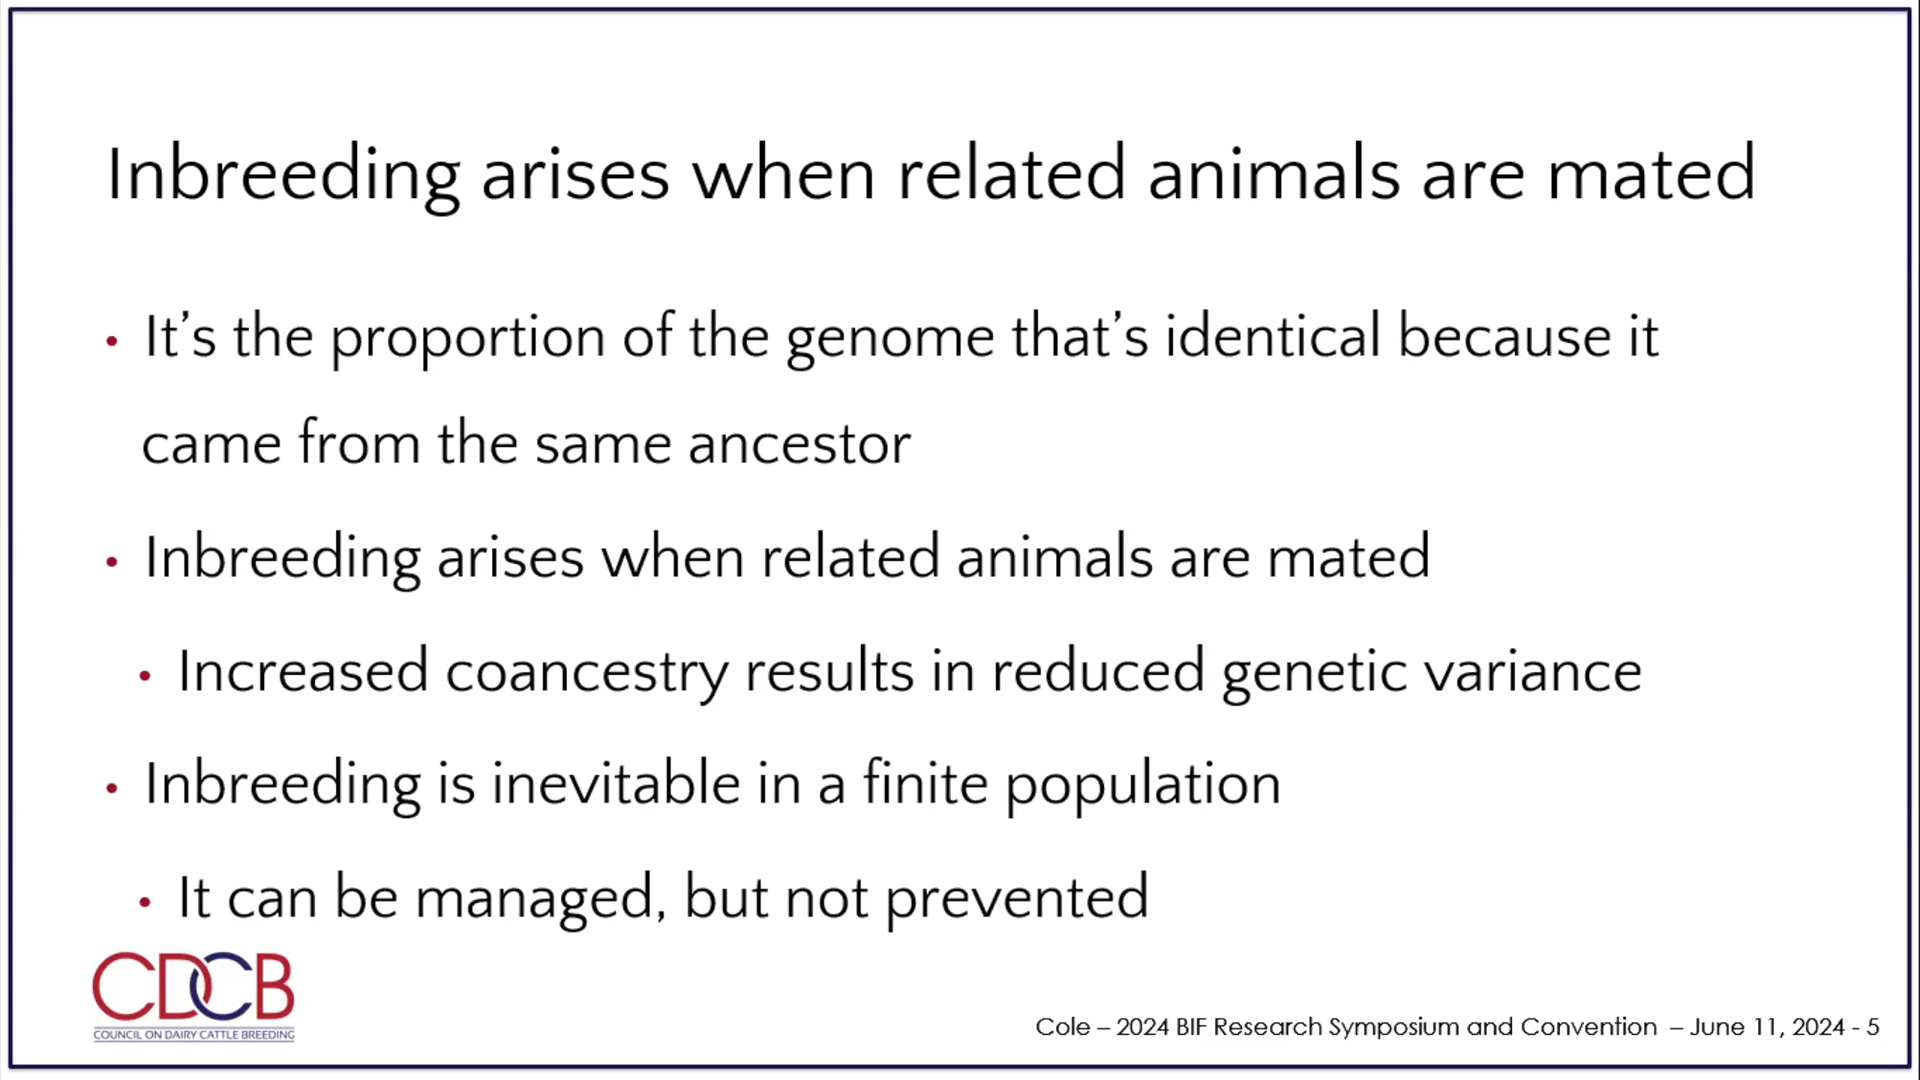 Inbreeding arises when related animals are mated
• It’s the proportion of the genome that’s identical because it
came from the same ancestor
• Inbreeding arises when related animals are mated
• Increased coancestry results in reduced genetic variance
• Inbreeding is inevitable in a finite population
• It can be managed, but not prevented
CDCB
COUNCIL ON DAIRY CATTLE BREEDING
Cole – 2024 BIF Research Symposium and Convention – June 11, 2024 - 5